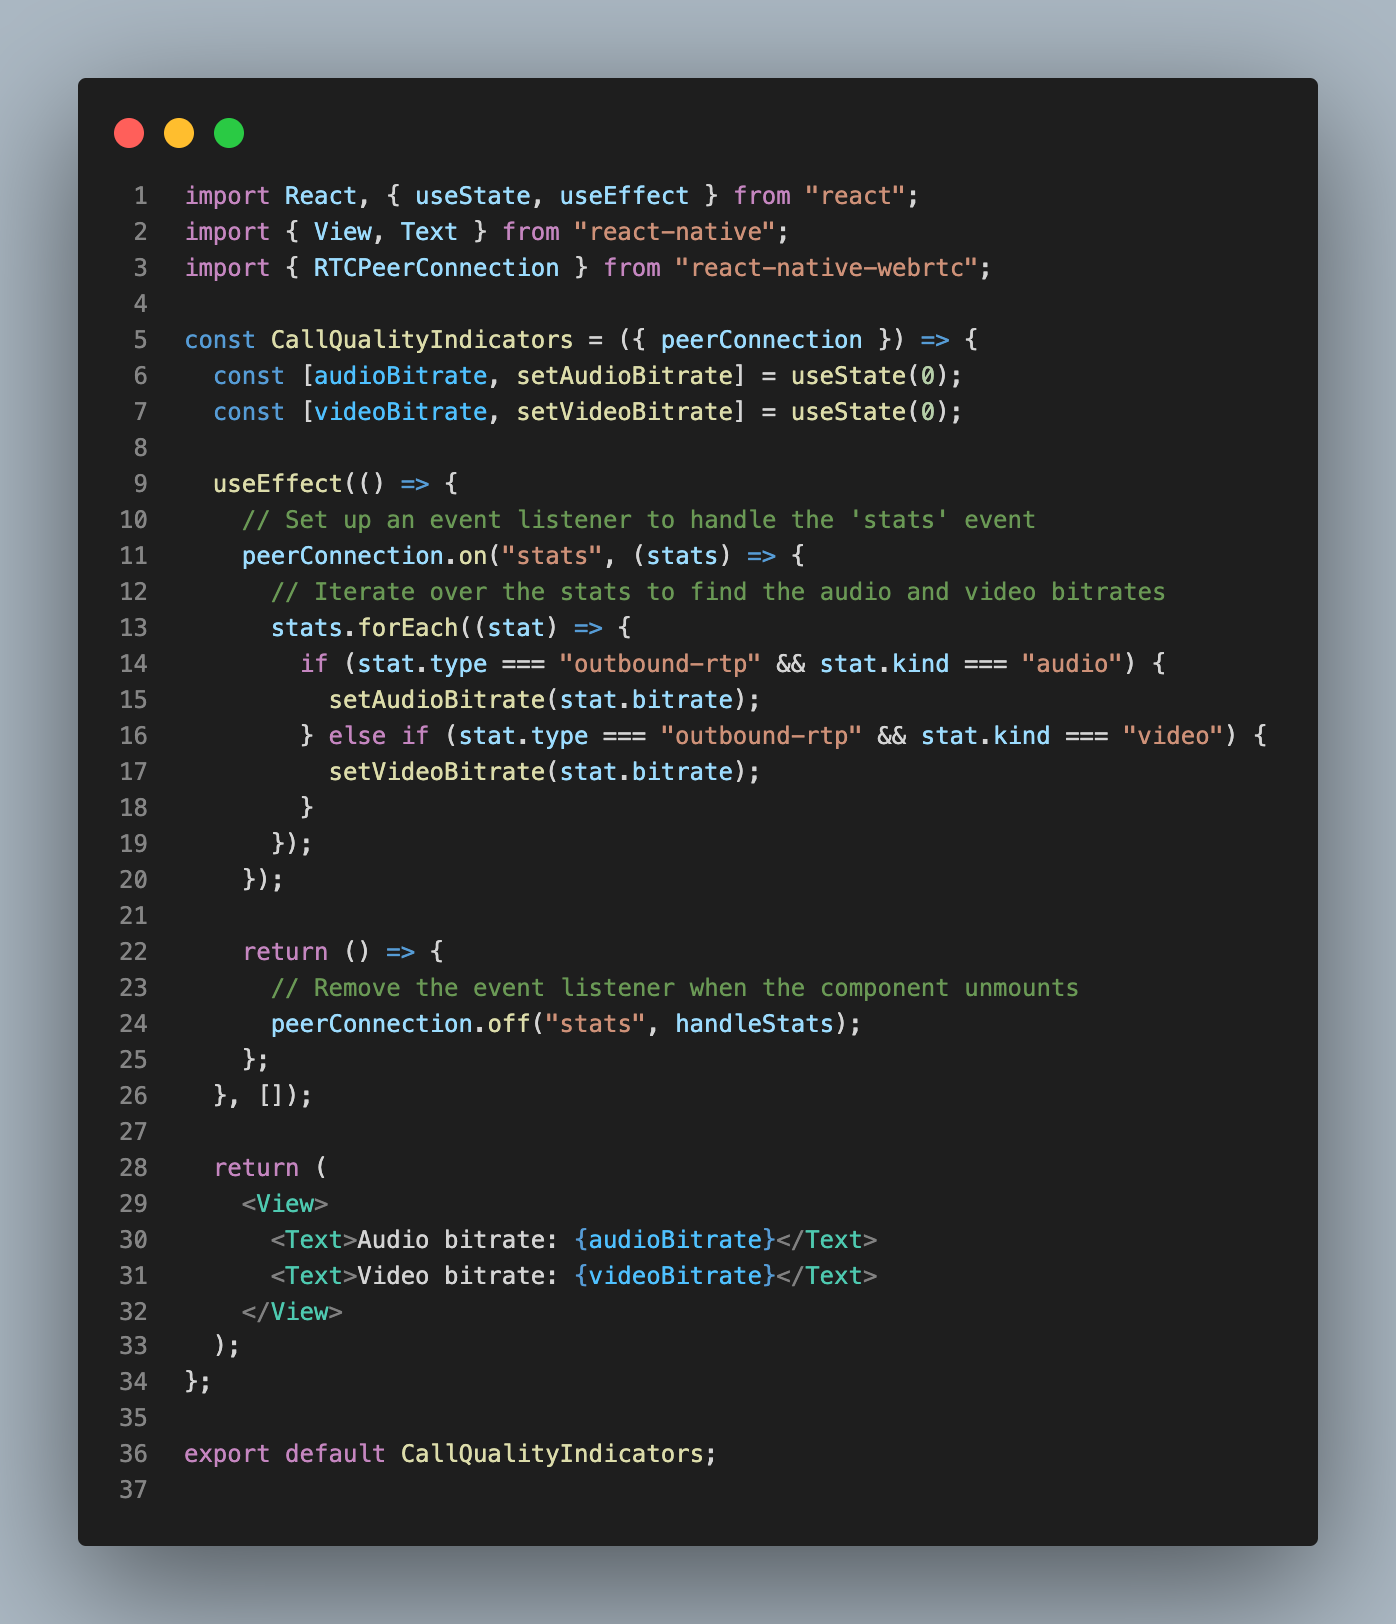 1 import React, { useState, useEffect } from "react";
2 import { View, Text } from "react-native";
3 import { RTCPeerConnection } from "react-native-webrtc";
4
5 const CallQualityIndicators = ({ peerConnection }) => {
6   const [audioBitrate, setAudioBitrate] = useState(0);
7   const [videoBitrate, setVideoBitrate] = useState(0);
8
9   useEffect(() => {
10     // Set up an event listener to handle the 'stats' event
11     peerConnection.on("stats", (stats) => {
12       // Iterate over the stats to find the audio and video bitrates
13       stats.forEach((stat) => {
14         if (stat.type === "outbound-rtp" && stat.kind === "audio") {
15           setAudioBitrate(stat.bitrate);
16         } else if (stat.type === "outbound-rtp" && stat.kind === "video") {
17           setVideoBitrate(stat.bitrate);
18         }
19       });
20     });
21
22     return () => {
23       // Remove the event listener when the component unmounts
24       peerConnection.off("stats", handleStats);
25     };
26   }, []);
27
28   return (
29     <View>
30       <Text>Audio bitrate: {audioBitrate}</Text>
31       <Text>Video bitrate: {videoBitrate}</Text>
32     </View>
33   );
34 };
35
36 export default CallQualityIndicators;
37